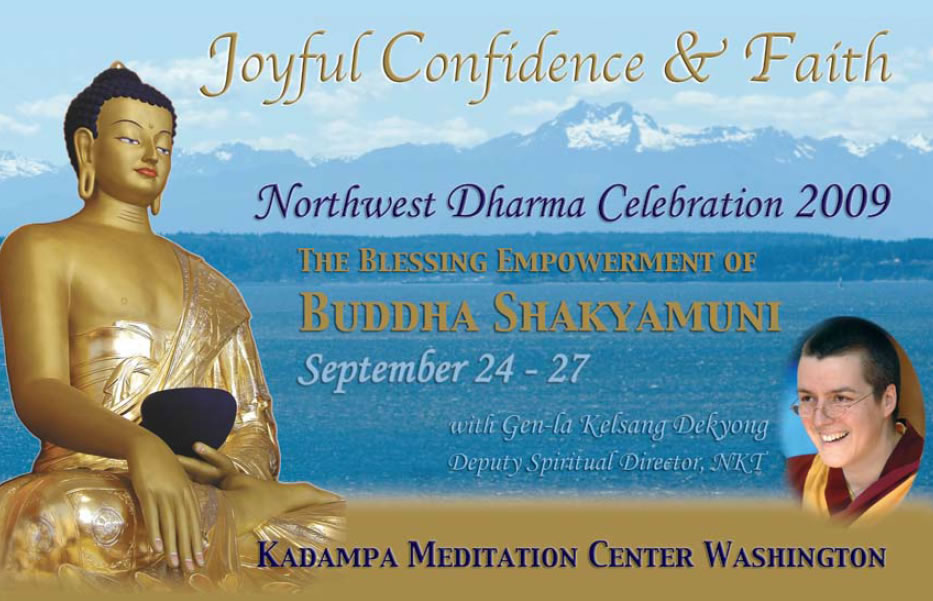 Joyful Confidence & Faith
Northwest Dharma Celebration 2009
The Blessing Empowerment of
Buddha Shakyamuni
September 24 - 27
with Gen-la Kelsang Dekyong
Deputy Spiritual Director, NKT
Kadampa Meditation Center Washington